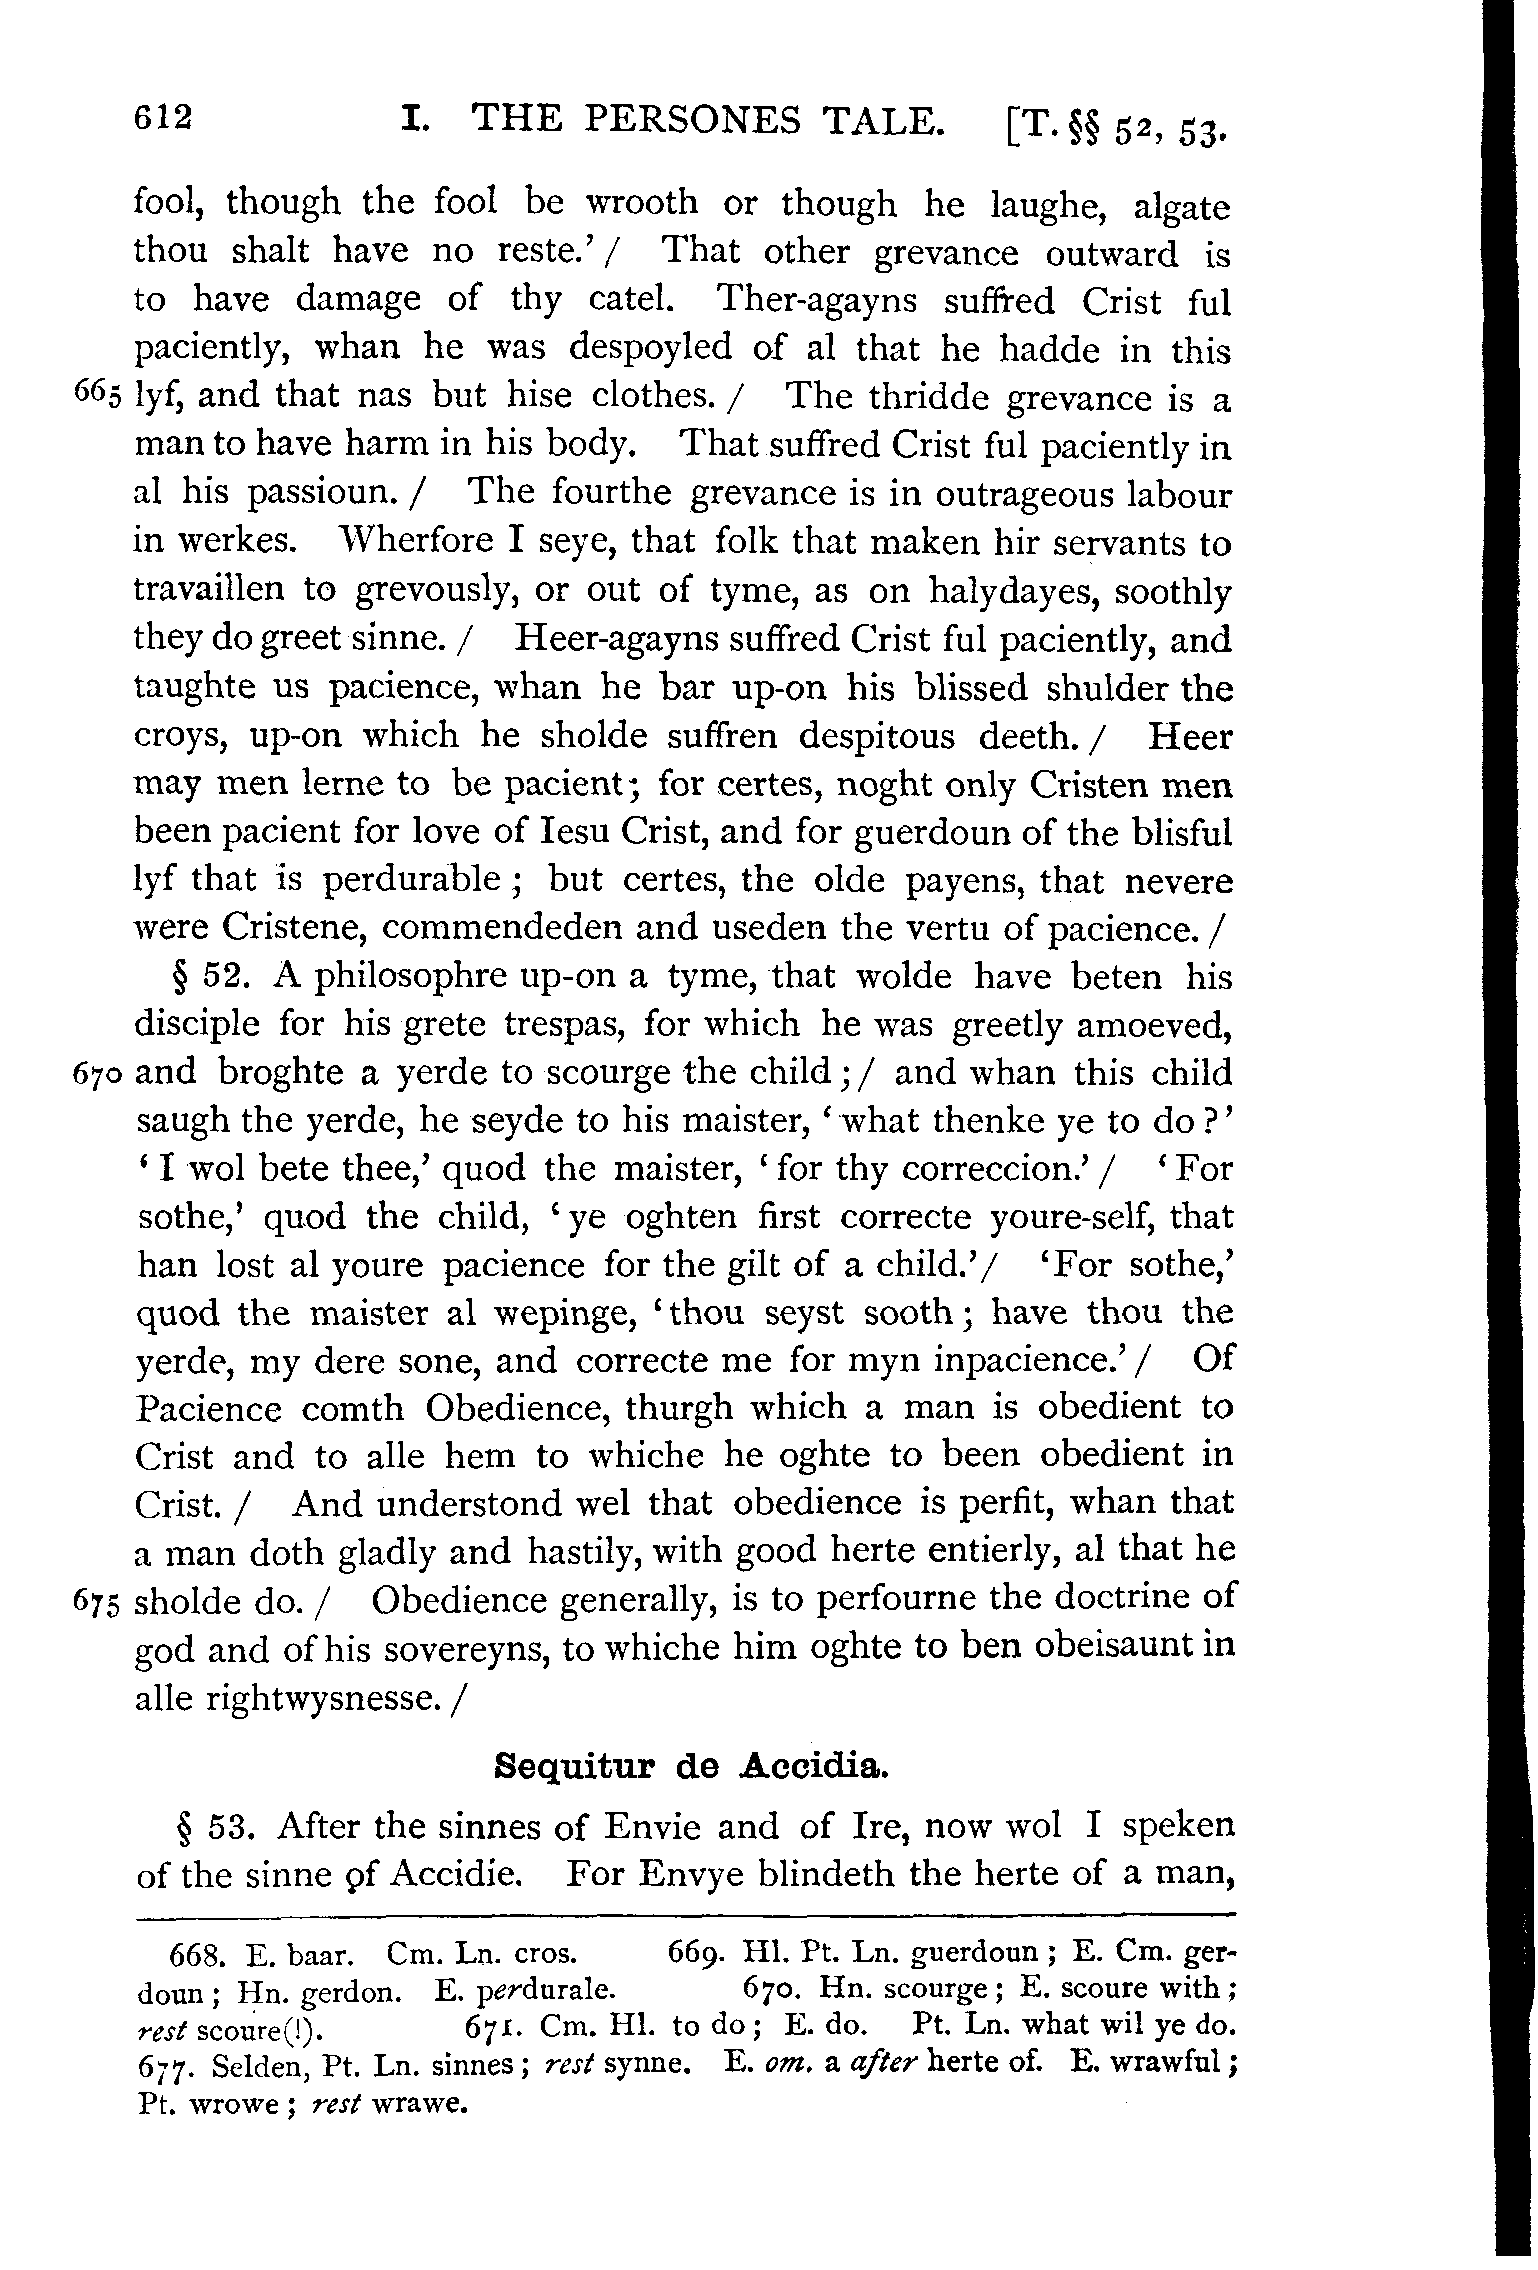 612 I. THE PERSONES TALE. [T. §§ 52, 53.
fool, though the fool be wrooth or though he laughe, algate
thou shalt have no reste.’ / That other grevance outward is
to have damage of thy catel. Ther-agayns suffred Crist ful
paciently, whan he was despoyled of al that he hadde in this
665 lyf, and that nas but hise clothes. / The thridde grevance is a
man to have harm in his body. That suffred Crist ful paciently in
al his passioun. / The fourthe grevance is in outrageous labour
in werkes. Wherfore I seye, that folk that maken hir servants to
travaillen to grevously, or out of tyme, as on halydayes, soothly
they do greet sinne. / Heer-agayns suffred Crist ful paciently, and
taughte us pacience, whan he bar up-on his blissed shulder the
croys, up-on which he sholde suffren despitous deeth. / Heer
may men lerne to be pacient; for certes, noght only Cristen men
been pacient for love of Iesu Crist, and for guerdoun of the blisful
lyf that is perdurable; but certes, the olde payens, that nevere
were Cristene, commendeden and useden the vertu of pacience. /
§ 52. A philosophre up-on a tyme, that wolde have beten his
disciple for his grete trespas, for which he was greetly amoeved,
670 and broghte a yerde to scourge the child; / and whan this child
saugh the yerde, he seyde to his maister, ‘what thenke ye to do?’
‘I wol bete thee,’ quod the maister, ‘for thy correccion.’ / ‘For
sothe,’ quod the child, ‘ye oghten first correcte youre-self, that
han lost al youre pacience for the gilt of a child.’ / ‘For sothe,’
quod the maister al wepinge, ‘thou seyst sooth; have thou the
yerde, my dere sone, and correcte me for myn inpacience.’ / Of
Pacience comth Obedience, thurgh which a man is obedient to
Crist and to alle hem to whiche he oghte to been obedient in
Crist. / And understond wel that obedience is perfit, whan that
a man doth gladly and hastily, with good herte entierly, al that he
675 sholde do. / Obedience generally, is to perfourne the doctrine of
god and of his sovereyns, to whiche him oghte to ben obeisaunt in
alle rightwysnesse. /
Sequitur de Accidia.
§ 53. After the sinnes of Envie and of Ire, now wol I speken
of the sinne of Accidie. For Envye blindeth the herte of a man,
668. E. baar. Cm. Ln. cros. 669. Hl. Pt. Ln. guerdoun; E. Cm. ger-
doun; Hn. gerdon. E. perdurale. 670. Hn. scourge; E. scoure with;
rest scoure(!). 671. Cm. Hl. to do; E. do. Pt. Ln. what wil ye do.
677. Selden, Pt. Ln. sinnes; rest synne. E. om. a after herte of. E. wrawful;
Pt. wrowe; rest wrawe.